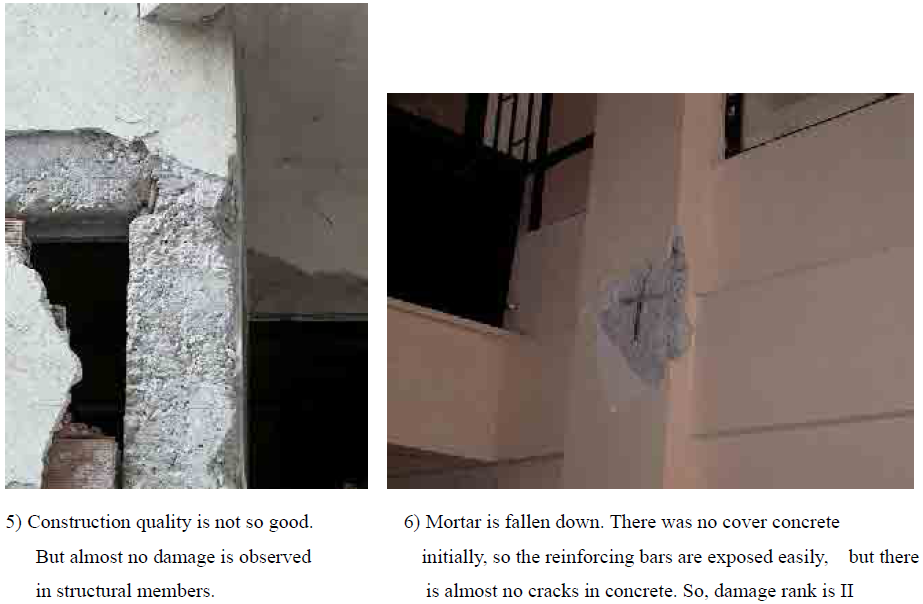 5) Construction quality is not so good.
But almost no damage is observed
in structural members.
6) Mortar is fallen down. There was no cover concrete
initially, so the reinforcing bars are exposed easily, but there
is almost no cracks in concrete. So, damage rank is II